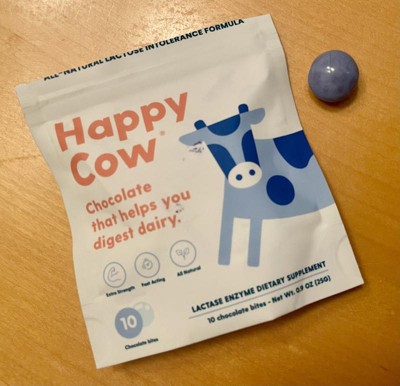 ALL-NATURAL LACTOSE INTOLERANCE FORMULA
Happy
Cow
Chocolate
that helps you
digest dairy.
Extra Strength
Fast Acting
All Natural
10
Chocolate bites
LACTASE ENZYME DIETARY SUPPLEMENT
10 chocolate bites - Net Wt. 0.9 OZ (25G)